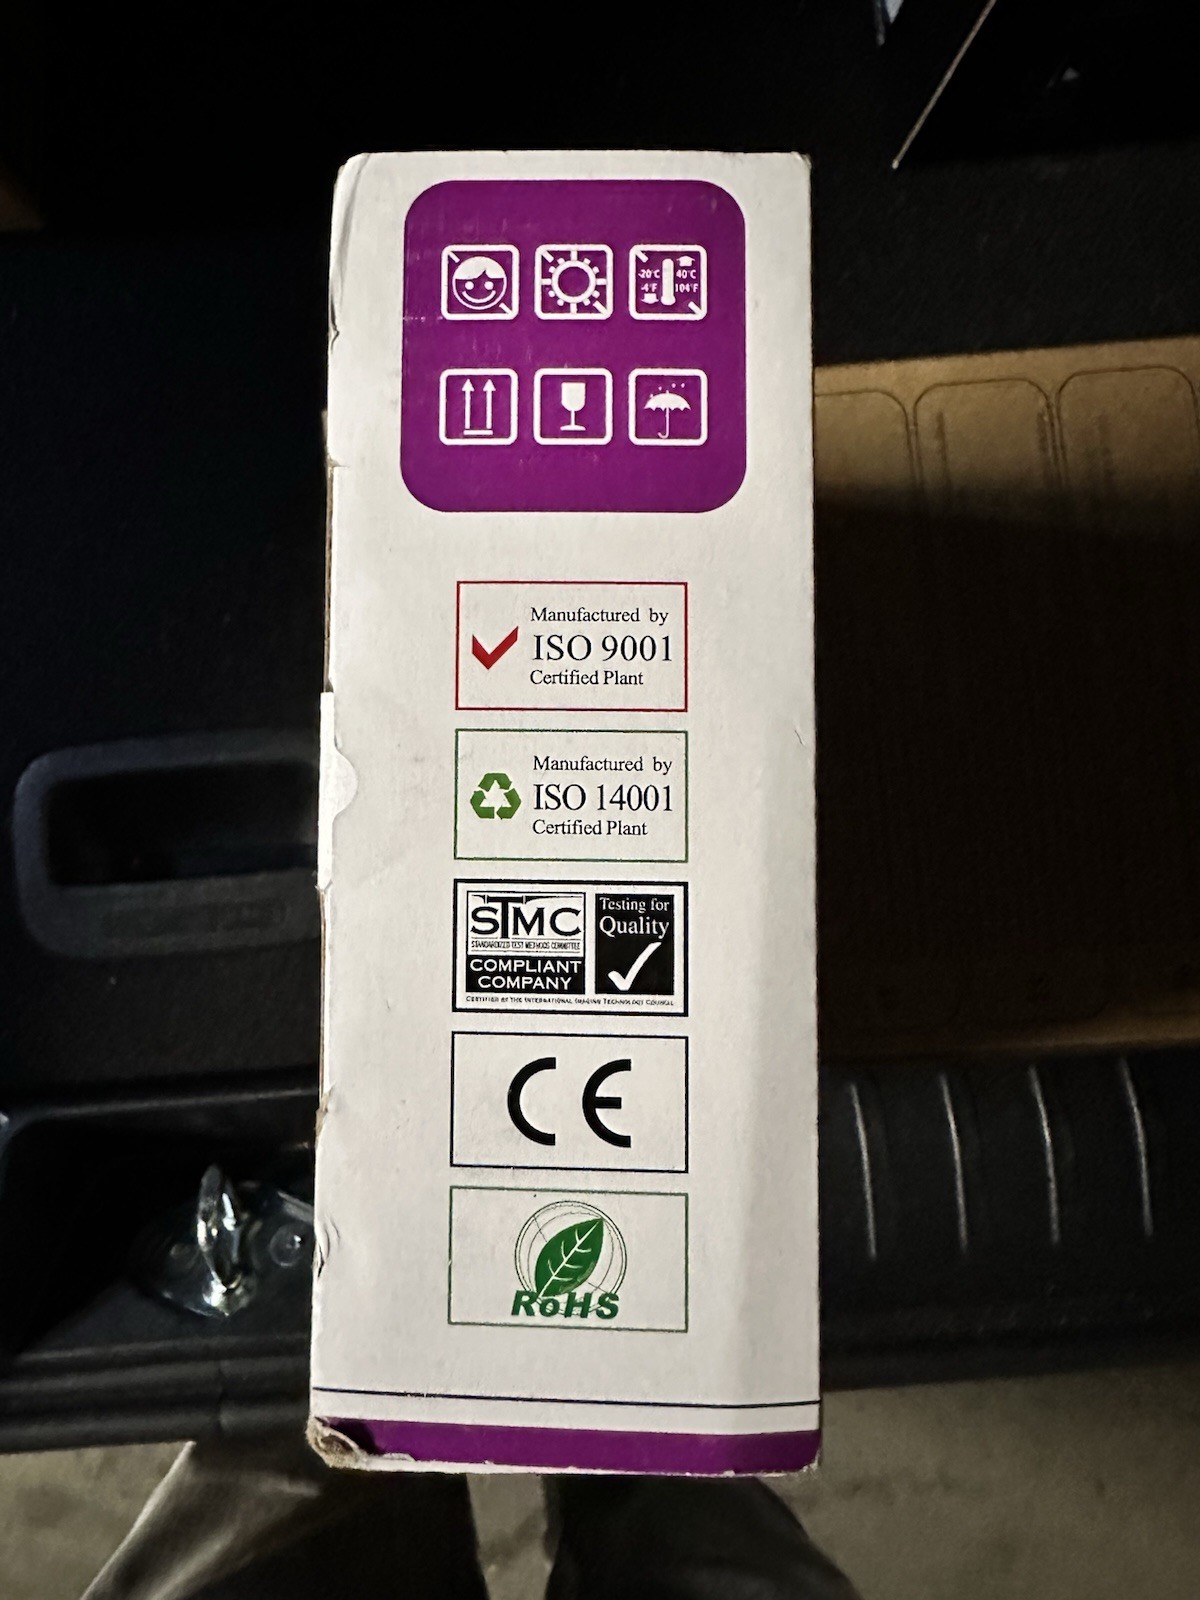 -20°C 40°C
-4°F 104°F
Manufactured by
ISO 9001
Certified Plant
Manufactured by
ISO 14001
Certified Plant
STMC
STANDARDIZED TEST METHODS COMMITTEE
COMPLIANT
COMPANY
Testing for
Quality
CERTIFIED BY THE INTERNATIONAL IMAGING TECHNOLOGY COUNCIL
CE
RoHS